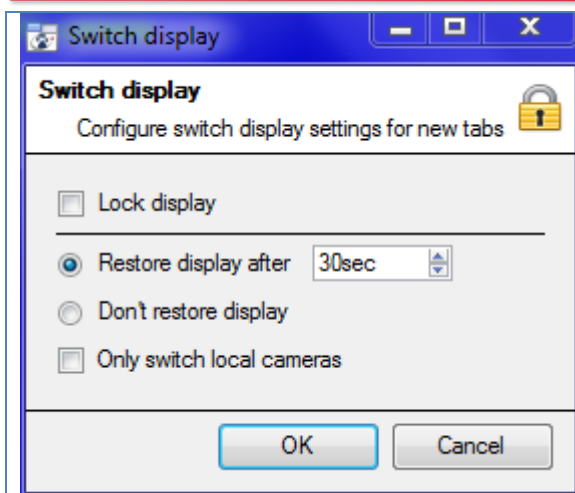 Switch display
Switch display
Configure switch display settings for new tabs
Lock display
Restore display after 30sec
Don't restore display
Only switch local cameras
OK Cancel